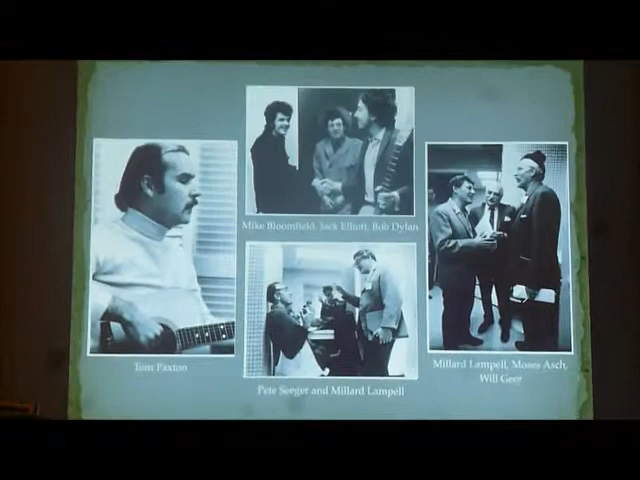 Mike Bloomfield, Jack Elliott, Bob Dylan
Tom Paxton
Pete Seeger and Millard Lampell
Millard Lampell, Moses Asch,
Will Geer